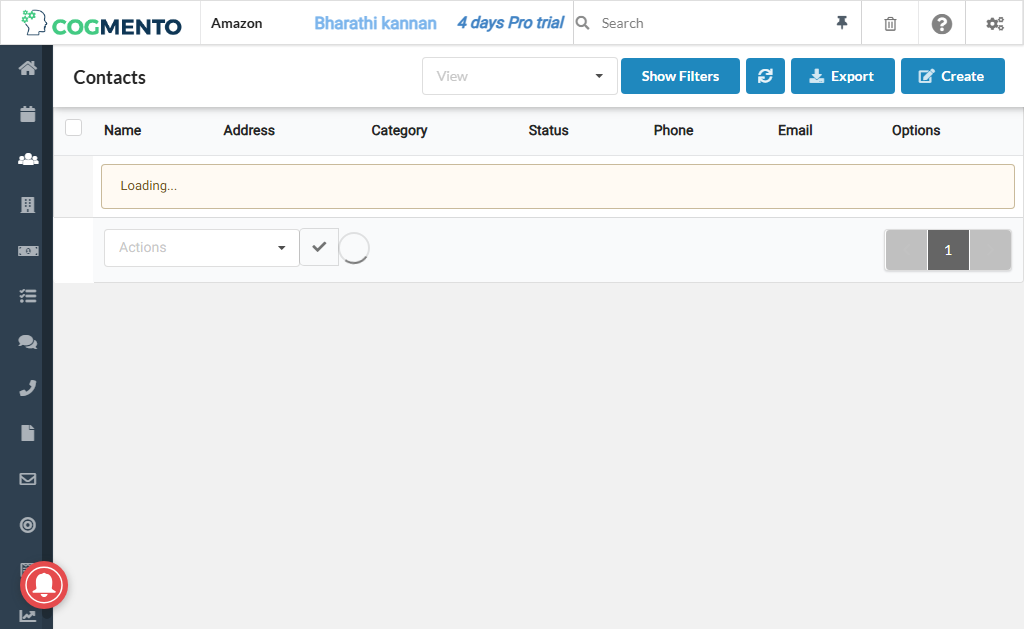 COGMENTO
Amazon
Bharathi kannan
4 days Pro trial
Search
Contacts
View
Show Filters
Export
Create
Name
Address
Category
Status
Phone
Email
Options
Loading...
Actions
1